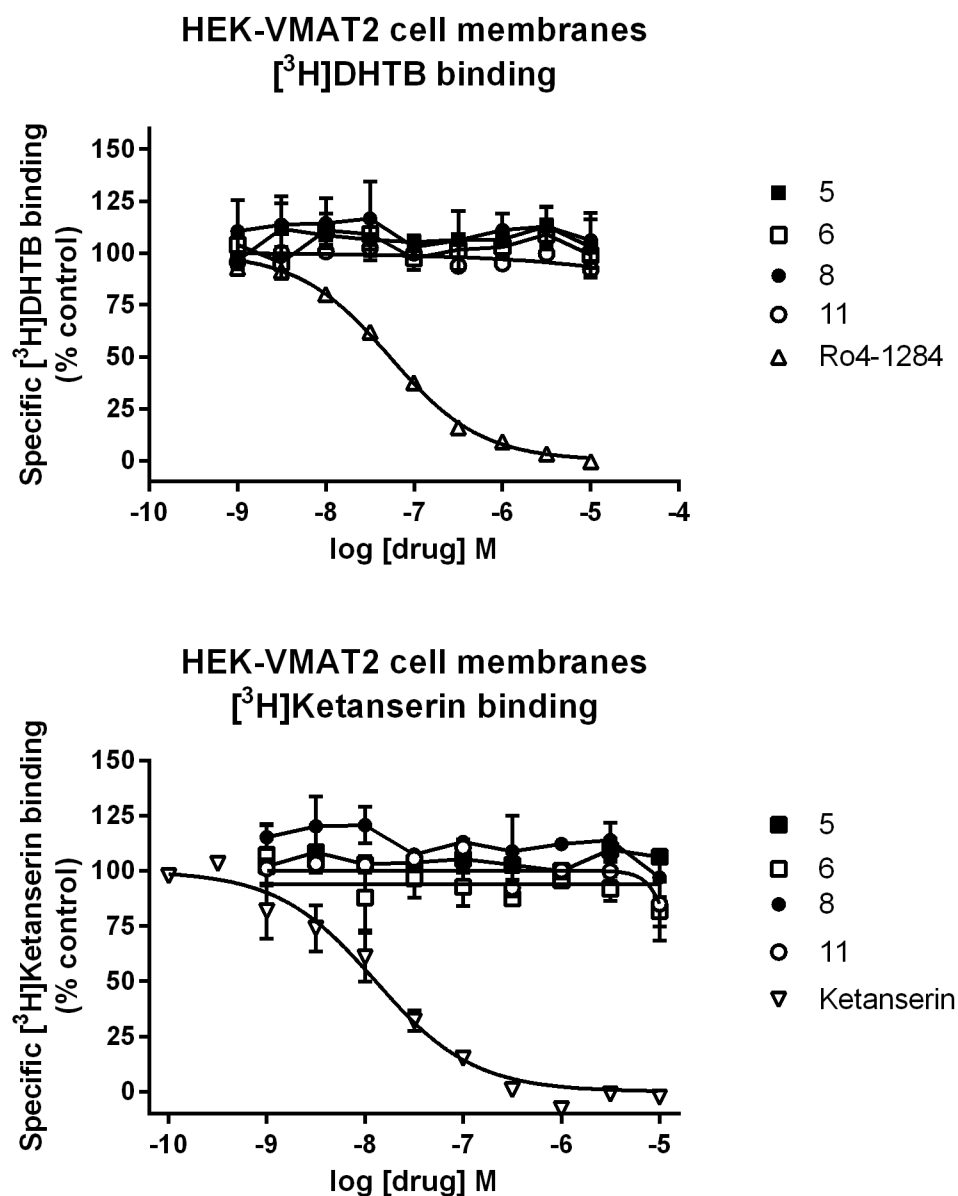 HEK-VMAT2 cell membranes
[³H]DHTB binding
Specific [³H]DHTB binding
(% control)
150
125
100
75
50
25
0
-10 -9 -8 -7 -6 -5 -4
log [drug] M
5
6
8
11
Ro4-1284
HEK-VMAT2 cell membranes
[³H]Ketanserin binding
Specific [³H]Ketanserin binding
(% control)
150
125
100
75
50
25
0
-10 -9 -8 -7 -6 -5
log [drug] M
5
6
8
11
Ketanserin